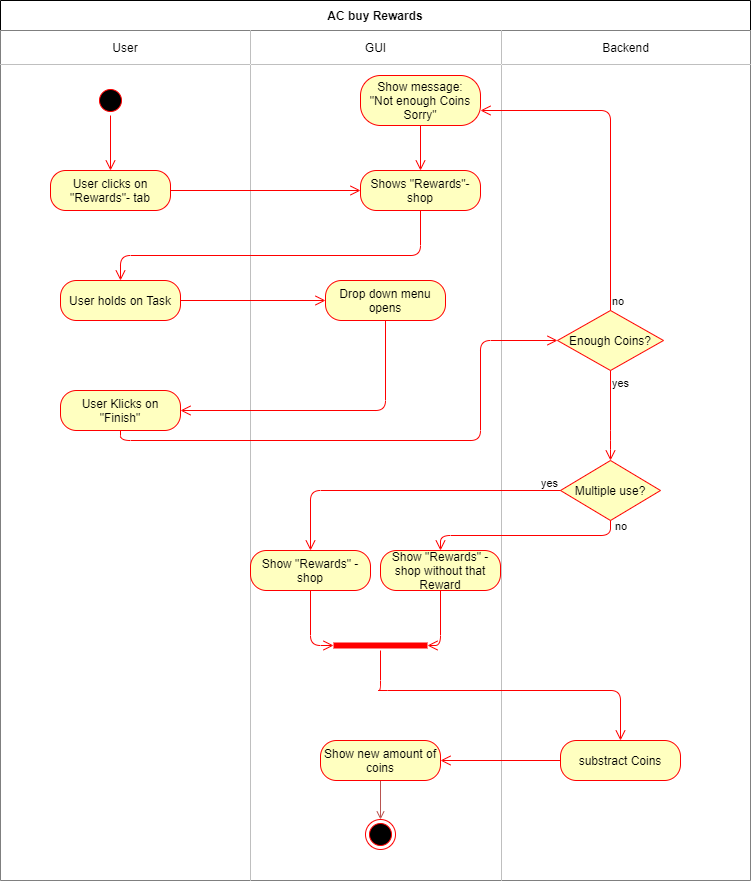 AC buy Rewards
User
GUI
Backend
Show message:
"Not enough Coins
Sorry"
User clicks on
"Rewards"- tab
Shows "Rewards"-
shop
User holds on Task
Drop down menu
opens
no
Enough Coins?
yes
User Klicks on
"Finish"
yes
Multiple use?
no
Show "Rewards" -
shop
Show "Rewards" -
shop without that
Reward
Show new amount of
coins
substract Coins